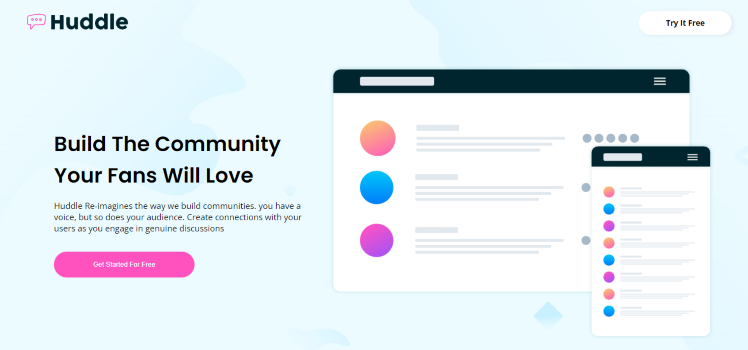 Huddle
Try It Free
Build The Community
Your Fans Will Love
Huddle Re-imagines the way we build communities. you have a
voice, but so does your audience. Create connections with your
users as you engage in genuine discussions
Get Started For Free